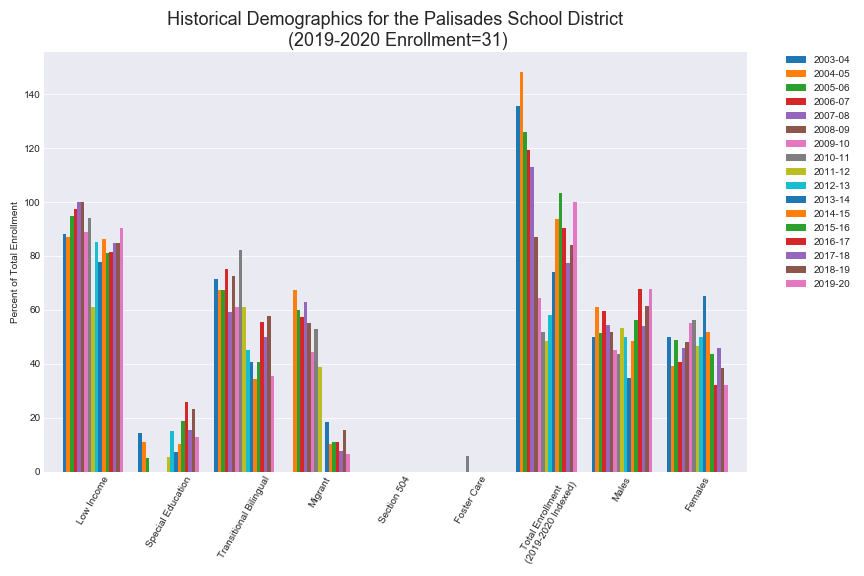 Historical Demographics for the Palisades School District
(2019-2020 Enrollment=31)
Percent of Total Enrollment
140
120
100
80
60
40
20
0
Low Income
Special Education
Transitional Bilingual
Migrant
Section 504
Foster Care
Total Enrollment
(2019-2020 Indexed)
Males
Females
2003-04
2004-05
2005-06
2006-07
2007-08
2008-09
2009-10
2010-11
2011-12
2012-13
2013-14
2014-15
2015-16
2016-17
2017-18
2018-19
2019-20